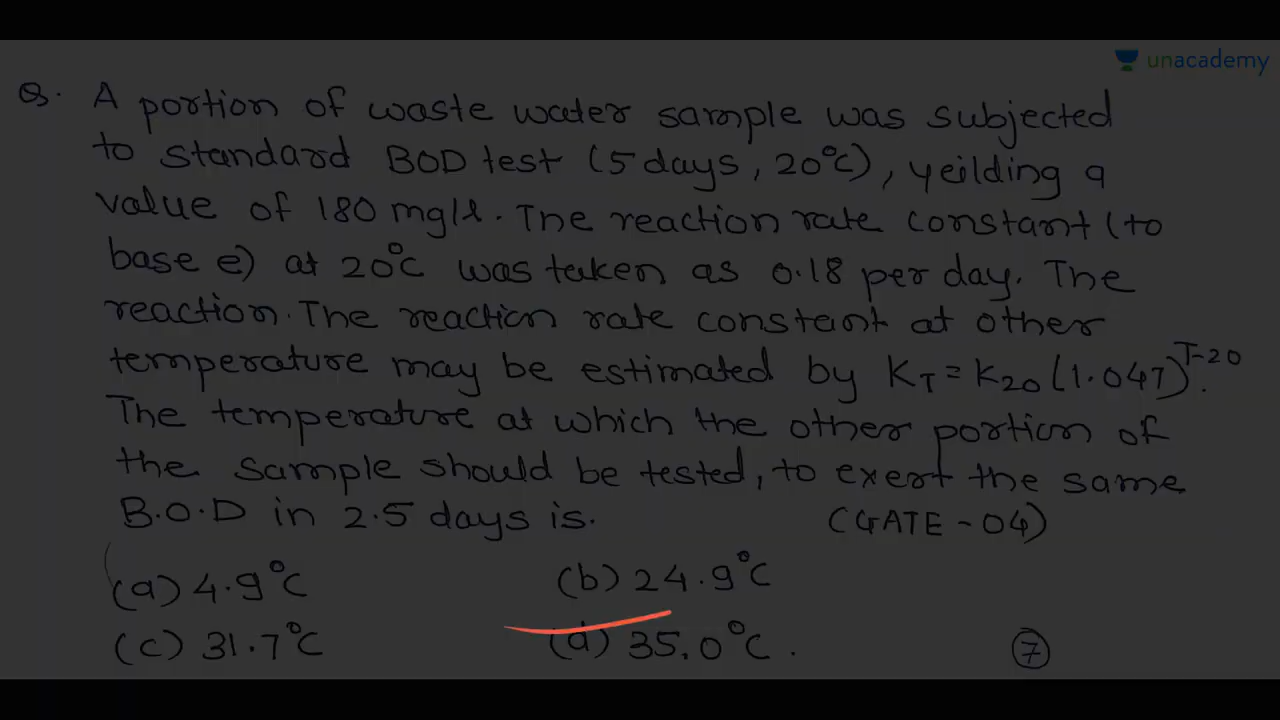 unacademy
Q. A portion of waste water sample was subjected
to standard BOD test (5 days, 20°C), yeilding a
value of 180 mg/l. The reaction rate constant (to
base e) at 20°C was taken as 0.18 per day. The
reaction. The reaction rate constant at other
temperature may be estimated by K_T = K_20 (1.047)^T-20.
The temperature at which the other portion of
the sample should be tested, to exert the same
B.O.D in 2.5 days is. (GATE - 04)
(a) 4.9°C (b) 24.9°C
(c) 31.7°C (d) 35.0°C.
7